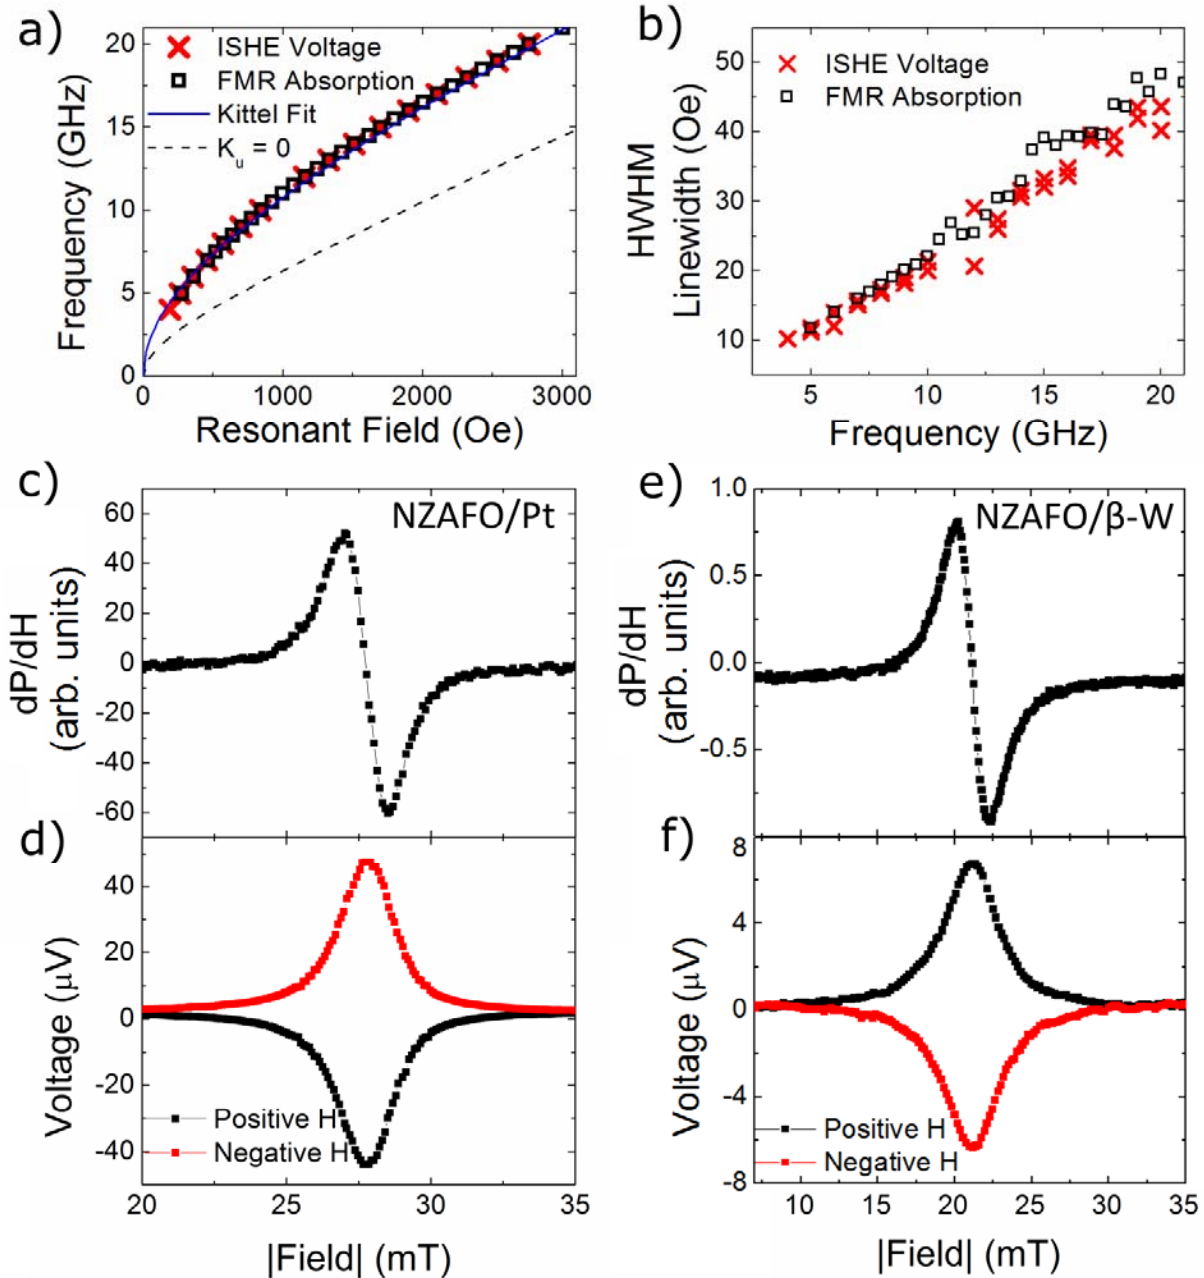 a)
Frequency (GHz)
20
15
10
5
0
ISHE Voltage
FMR Absorption
Kittel Fit
K_u = 0
0 1000 2000 3000
Resonant Field (Oe)
b)
HWHM
Linewidth (Oe)
50
40
30
20
10
ISHE Voltage
FMR Absorption
5 10 15 20
Frequency (GHz)
c)
NZAFO/Pt
dP/dH
(arb. units)
60
40
20
0
-20
-40
-60
d)
Voltage (μV)
40
20
0
-20
-40
Positive H
Negative H
20 25 30 35
|Field| (mT)
e)
NZAFO/β-W
dP/dH
(arb. units)
1.0
0.5
0.0
-0.5
f)
Voltage (μV)
8
4
0
-4
-8
Positive H
Negative H
10 15 20 25 30 35
|Field| (mT)